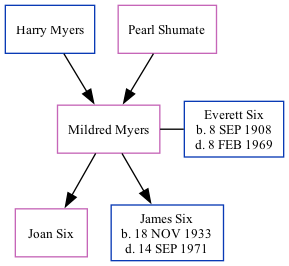 Harry Myers
Pearl Shumate
Mildred Myers
Everett Six
b. 8 SEP 1908
d. 8 FEB 1969
Joan Six
James Six
b. 18 NOV 1933
d. 14 SEP 1971